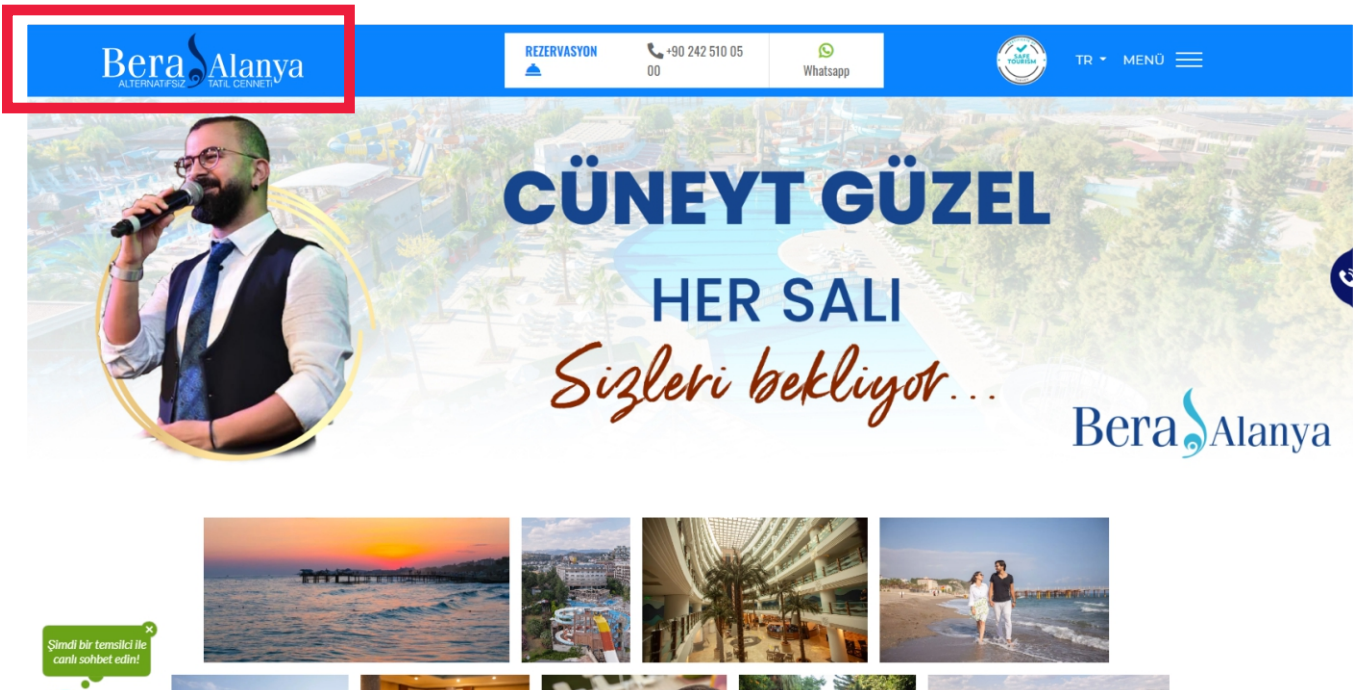 Bera Alanya
ALTERNATİFSİZ TATİL CENNETİ
REZERVASYON
+90 242 510 05
00
Whatsapp
SAFE
TOURISM
TR
MENÜ
CÜNEYT GÜZEL
HER SALI
Sizleri bekliyor...
Bera Alanya
Şimdi bir temsilci ile
canlı sohbet edin!